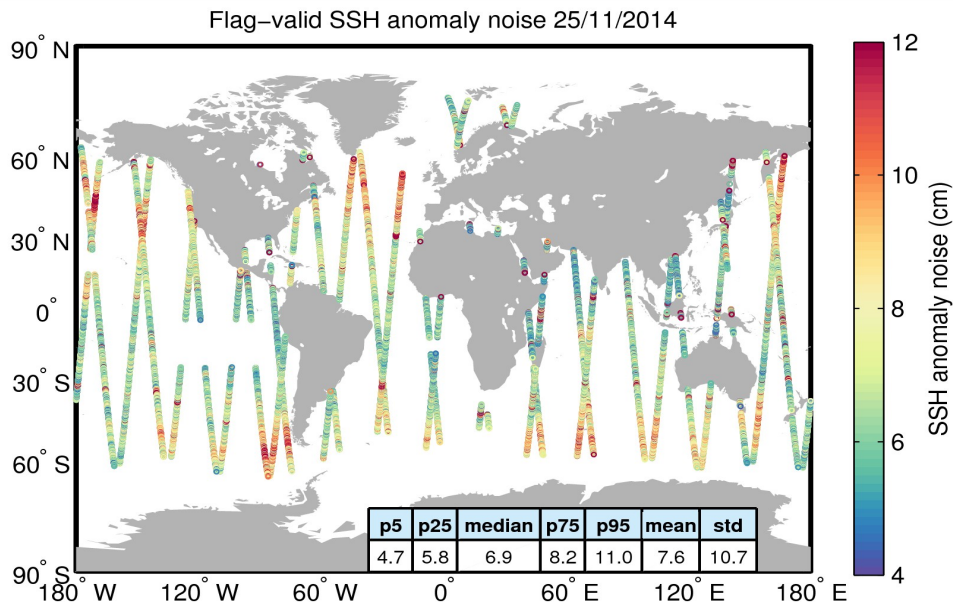 Flag−valid SSH anomaly noise 25/11/2014
90° N
60° N
30° N
0°
30° S
60° S
90° S
180° W 120° W 60° W 0° 60° E 120° E 180° E
p5 p25 median p75 p95 mean std
4.7 5.8 6.9 8.2 11.0 7.6 10.7
12
10
8
6
4
SSH anomaly noise (cm)